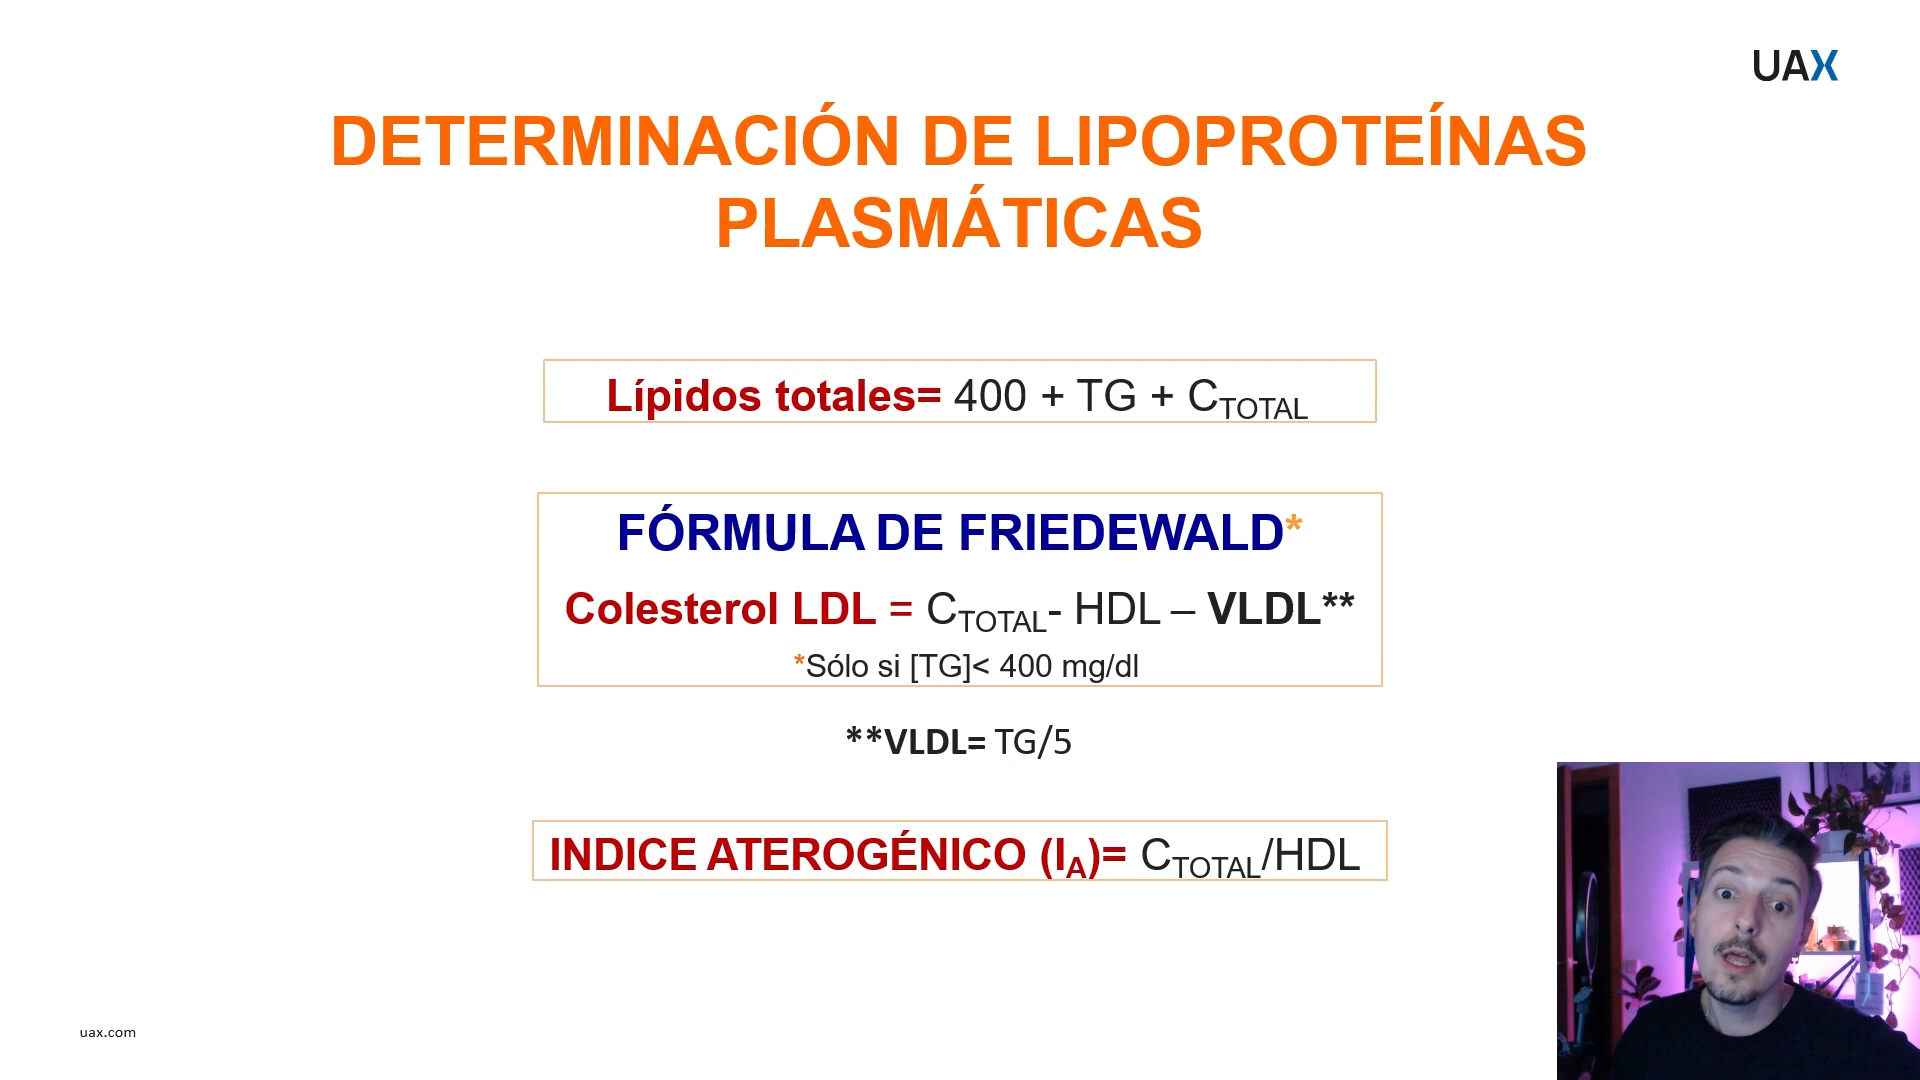 UAX
DETERMINACIÓN DE LIPOPROTEÍNAS
PLASMÁTICAS
Lípidos totales= 400 + TG + CTOTAL
FÓRMULA DE FRIEDEWALD*
Colesterol LDL = CTOTAL- HDL – VLDL**
*Sólo si [TG]< 400 mg/dl
**VLDL= TG/5
INDICE ATEROGÉNICO (IA)= CTOTAL/HDL
uax.com